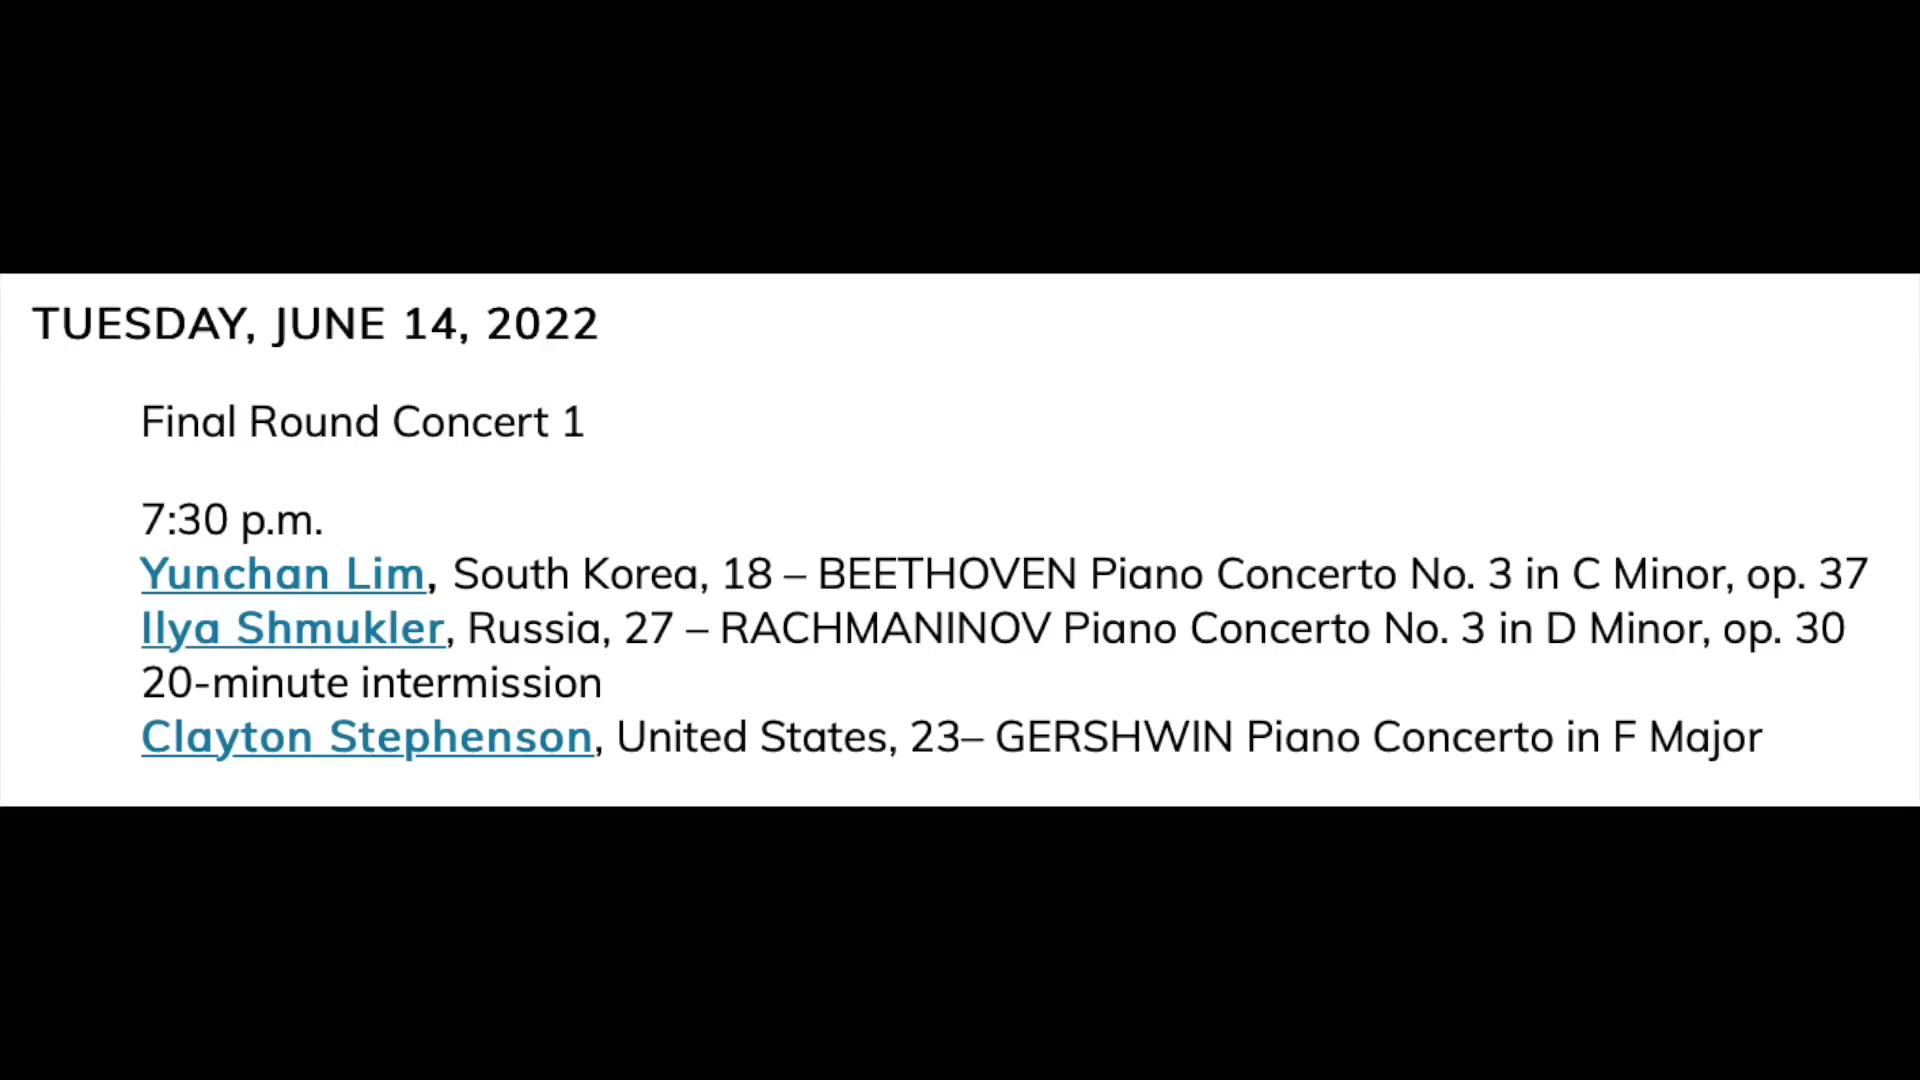 TUESDAY, JUNE 14, 2022
Final Round Concert 1
7:30 p.m.
Yunchan Lim, South Korea, 18 – BEETHOVEN Piano Concerto No. 3 in C Minor, op. 37
Ilya Shmukler, Russia, 27 – RACHMANINOV Piano Concerto No. 3 in D Minor, op. 30
20-minute intermission
Clayton Stephenson, United States, 23– GERSHWIN Piano Concerto in F Major